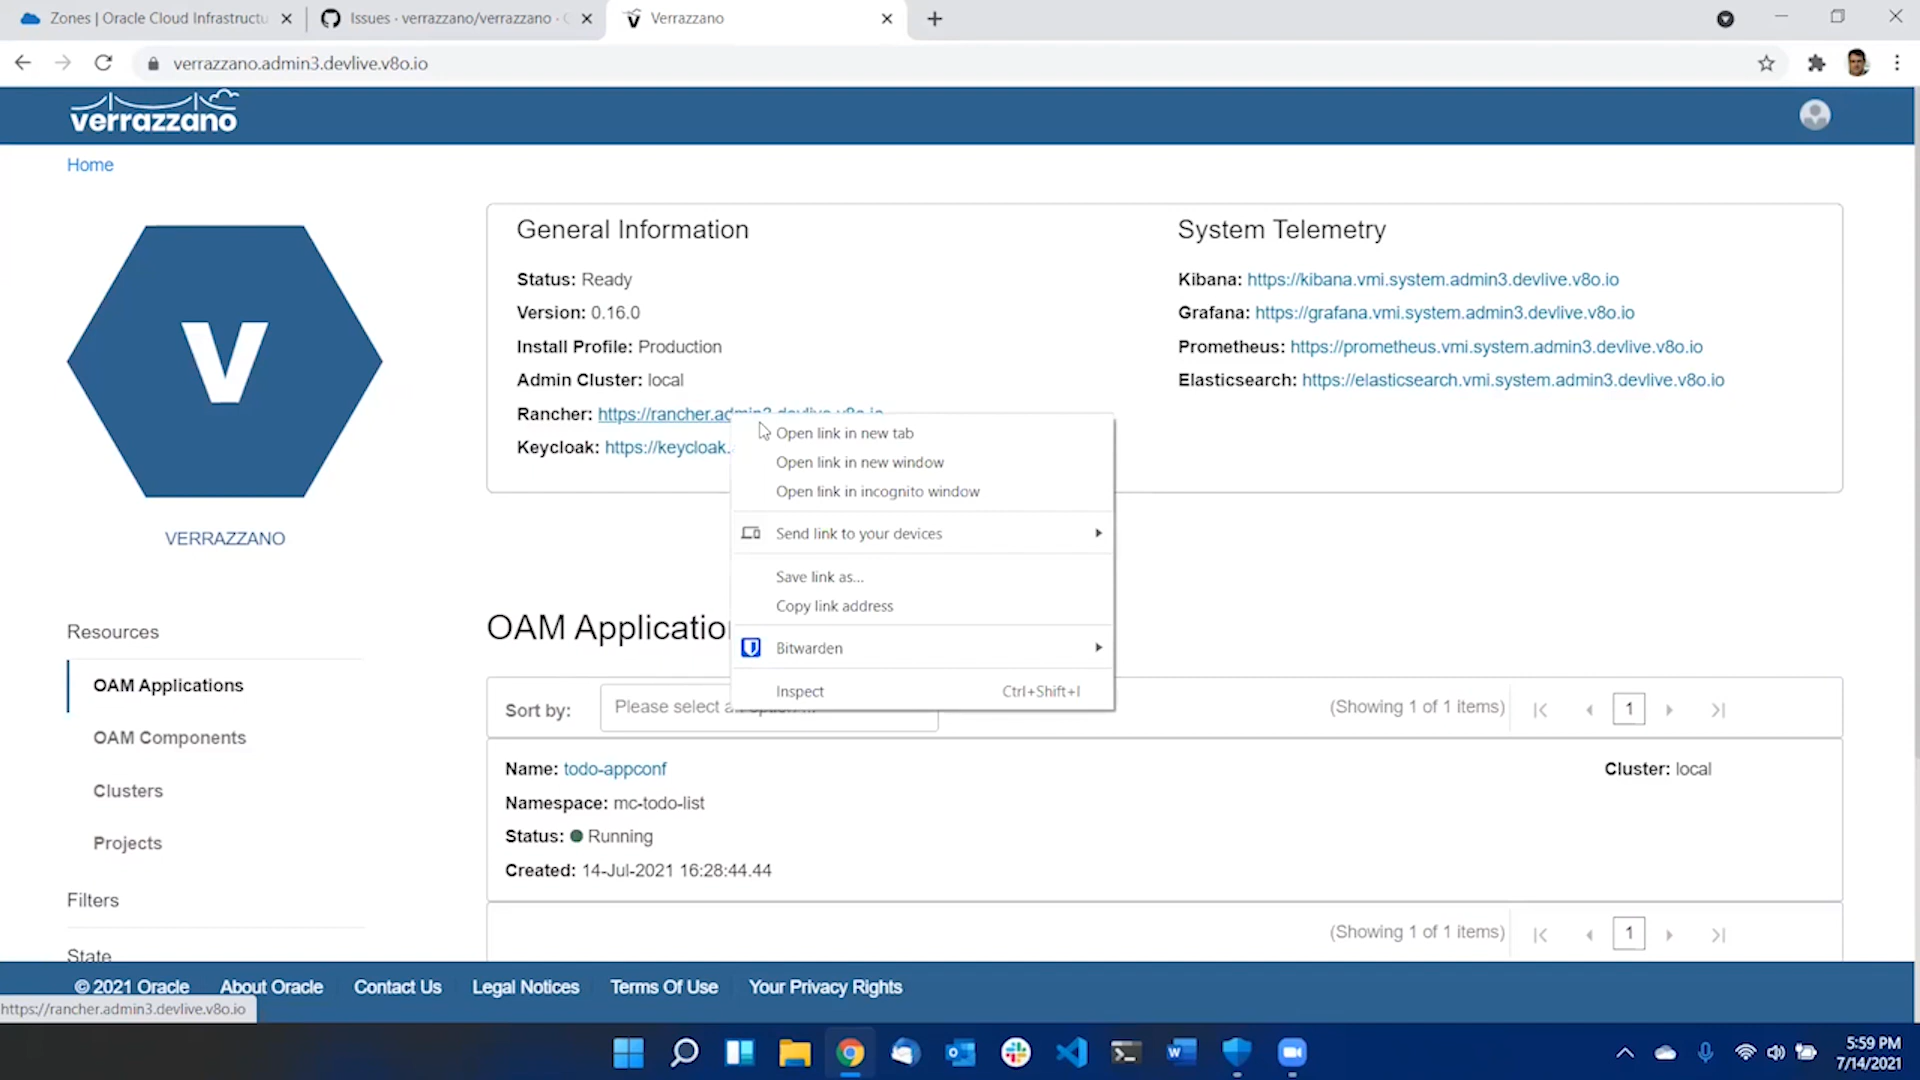 Zones | Oracle Cloud Infrastructu
Issues · verrazzano/verrazzano ·
Verrazzano
verrazzano.admin3.devlive.v8o.io
verrazzano
Home
V
VERRAZZANO
General Information
Status: Ready
Version: 0.16.0
Install Profile: Production
Admin Cluster: local
Rancher: https://rancher.admin3.devlive.v8o.io
Keycloak: https://keycloak.
System Telemetry
Kibana: https://kibana.vmi.system.admin3.devlive.v8o.io
Grafana: https://grafana.vmi.system.admin3.devlive.v8o.io
Prometheus: https://prometheus.vmi.system.admin3.devlive.v8o.io
Elasticsearch: https://elasticsearch.vmi.system.admin3.devlive.v8o.io
Open link in new tab
Open link in new window
Open link in incognito window
Send link to your devices
Save link as...
Copy link address
Bitwarden
Inspect Ctrl+Shift+I
Resources
OAM Applications
OAM Components
Clusters
Projects
Filters
State
OAM Applicatio
Sort by: Please select a
(Showing 1 of 1 items) 1
Name: todo-appconf
Cluster: local
Namespace: mc-todo-list
Status: Running
Created: 14-Jul-2021 16:28:44.44
(Showing 1 of 1 items) 1
© 2021 Oracle About Oracle Contact Us Legal Notices Terms Of Use Your Privacy Rights
https://rancher.admin3.devlive.v8o.io
5:59 PM
7/14/2021